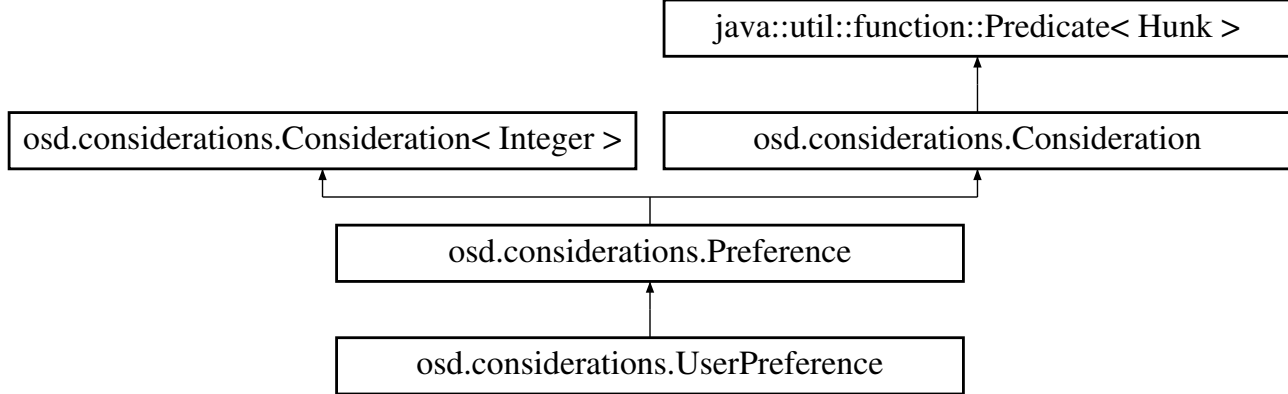 java::util::function::Predicate< Hunk >
osd.considerations.Consideration< Integer >
osd.considerations.Consideration
osd.considerations.Preference
osd.considerations.UserPreference